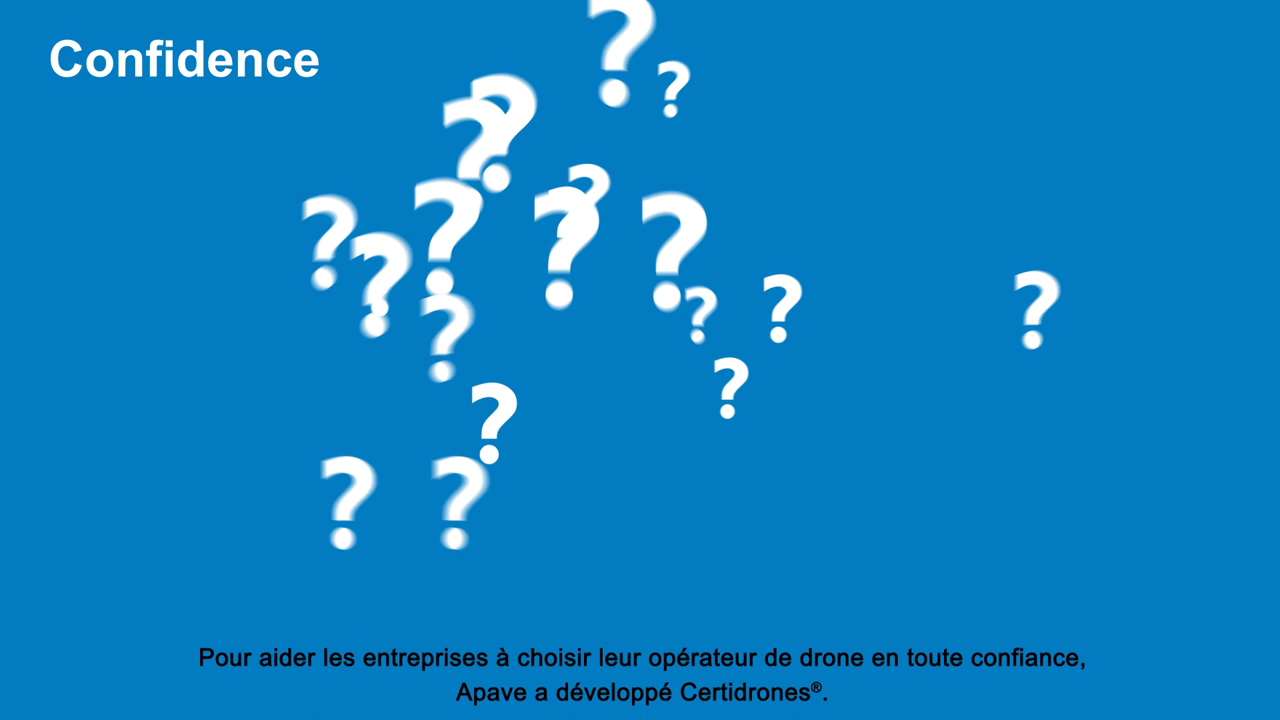 Confidence
Pour aider les entreprises à choisir leur opérateur de drone en toute confiance,
Apave a développé Certidrones®.